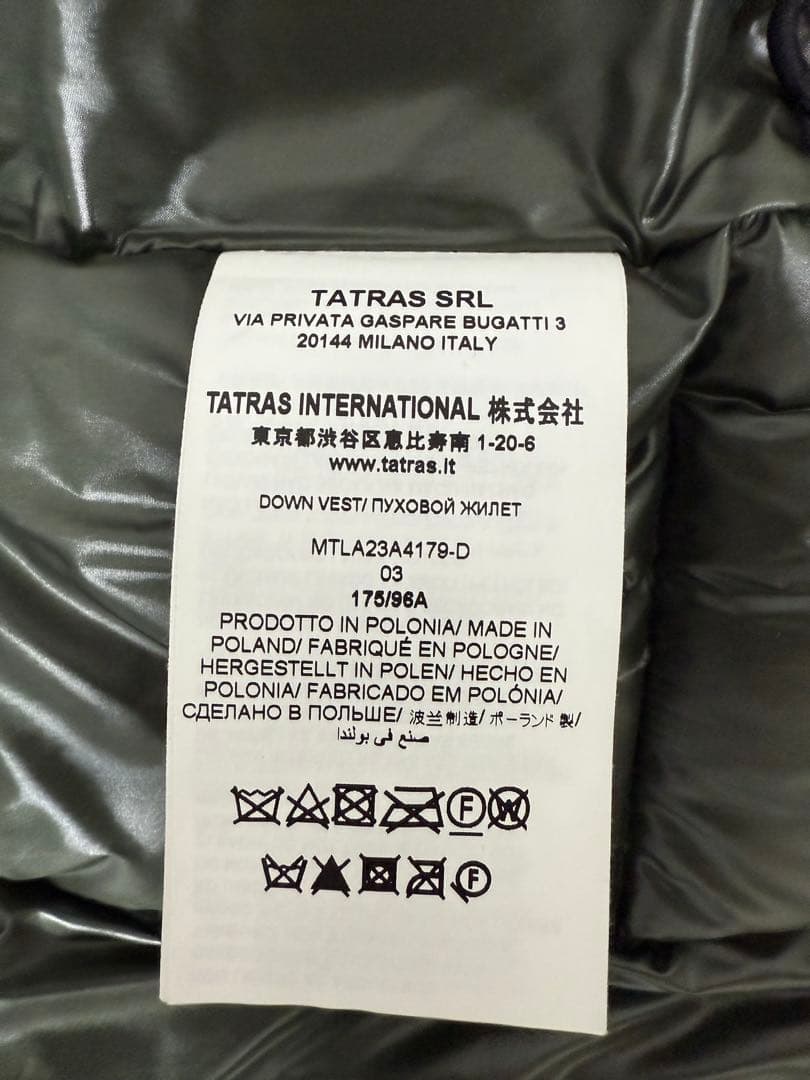 TATRAS SRL
VIA PRIVATA GASPARE BUGATTI 3
20144 MILANO ITALY
TATRAS INTERNATIONAL 株式会社
東京都渋谷区恵比寿南 1-20-6
www.tatras.it
DOWN VEST/ ПУХОВОЙ ЖИЛЕТ
MTLA23A4179-D
03
175/96A
PRODOTTO IN POLONIA/ MADE IN
POLAND/ FABRIQUÉ EN POLOGNE/
HERGESTELLT IN POLEN/ HECHO EN
POLONIA/ FABRICADO EM POLÓNIA/
СДЕЛАНО В ПОЛЬШЕ/ 波兰制造/ ポーランド 製/
صنع في بولندا
F W
F